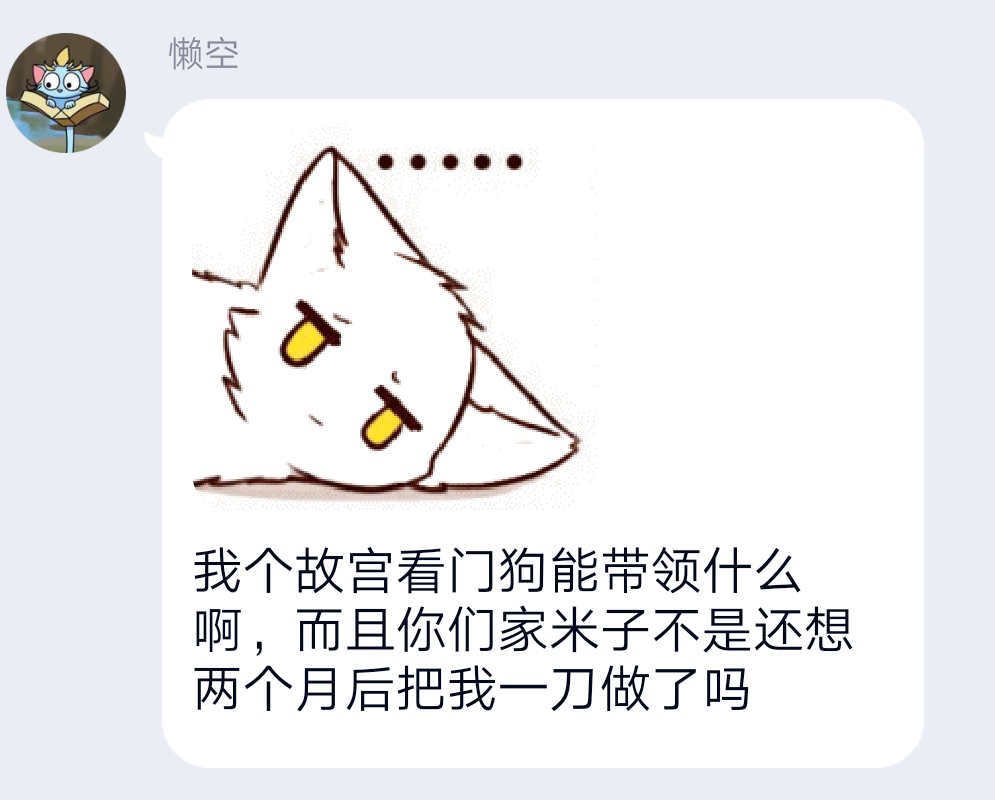 懒空
•••••
我个故宫看门狗能带领什么
啊，而且你们家米子不是还想
两个月后把我一刀做了吗